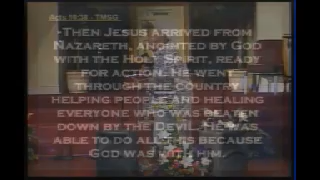 Acts 10:38 - TMSG
Then Jesus arrived from
Nazareth, anointed by God
with the Holy Spirit, ready
for action. He went
through the country
helping people and healing
everyone who was beaten
down by the Devil. He was
able to do all this because
God was with him.